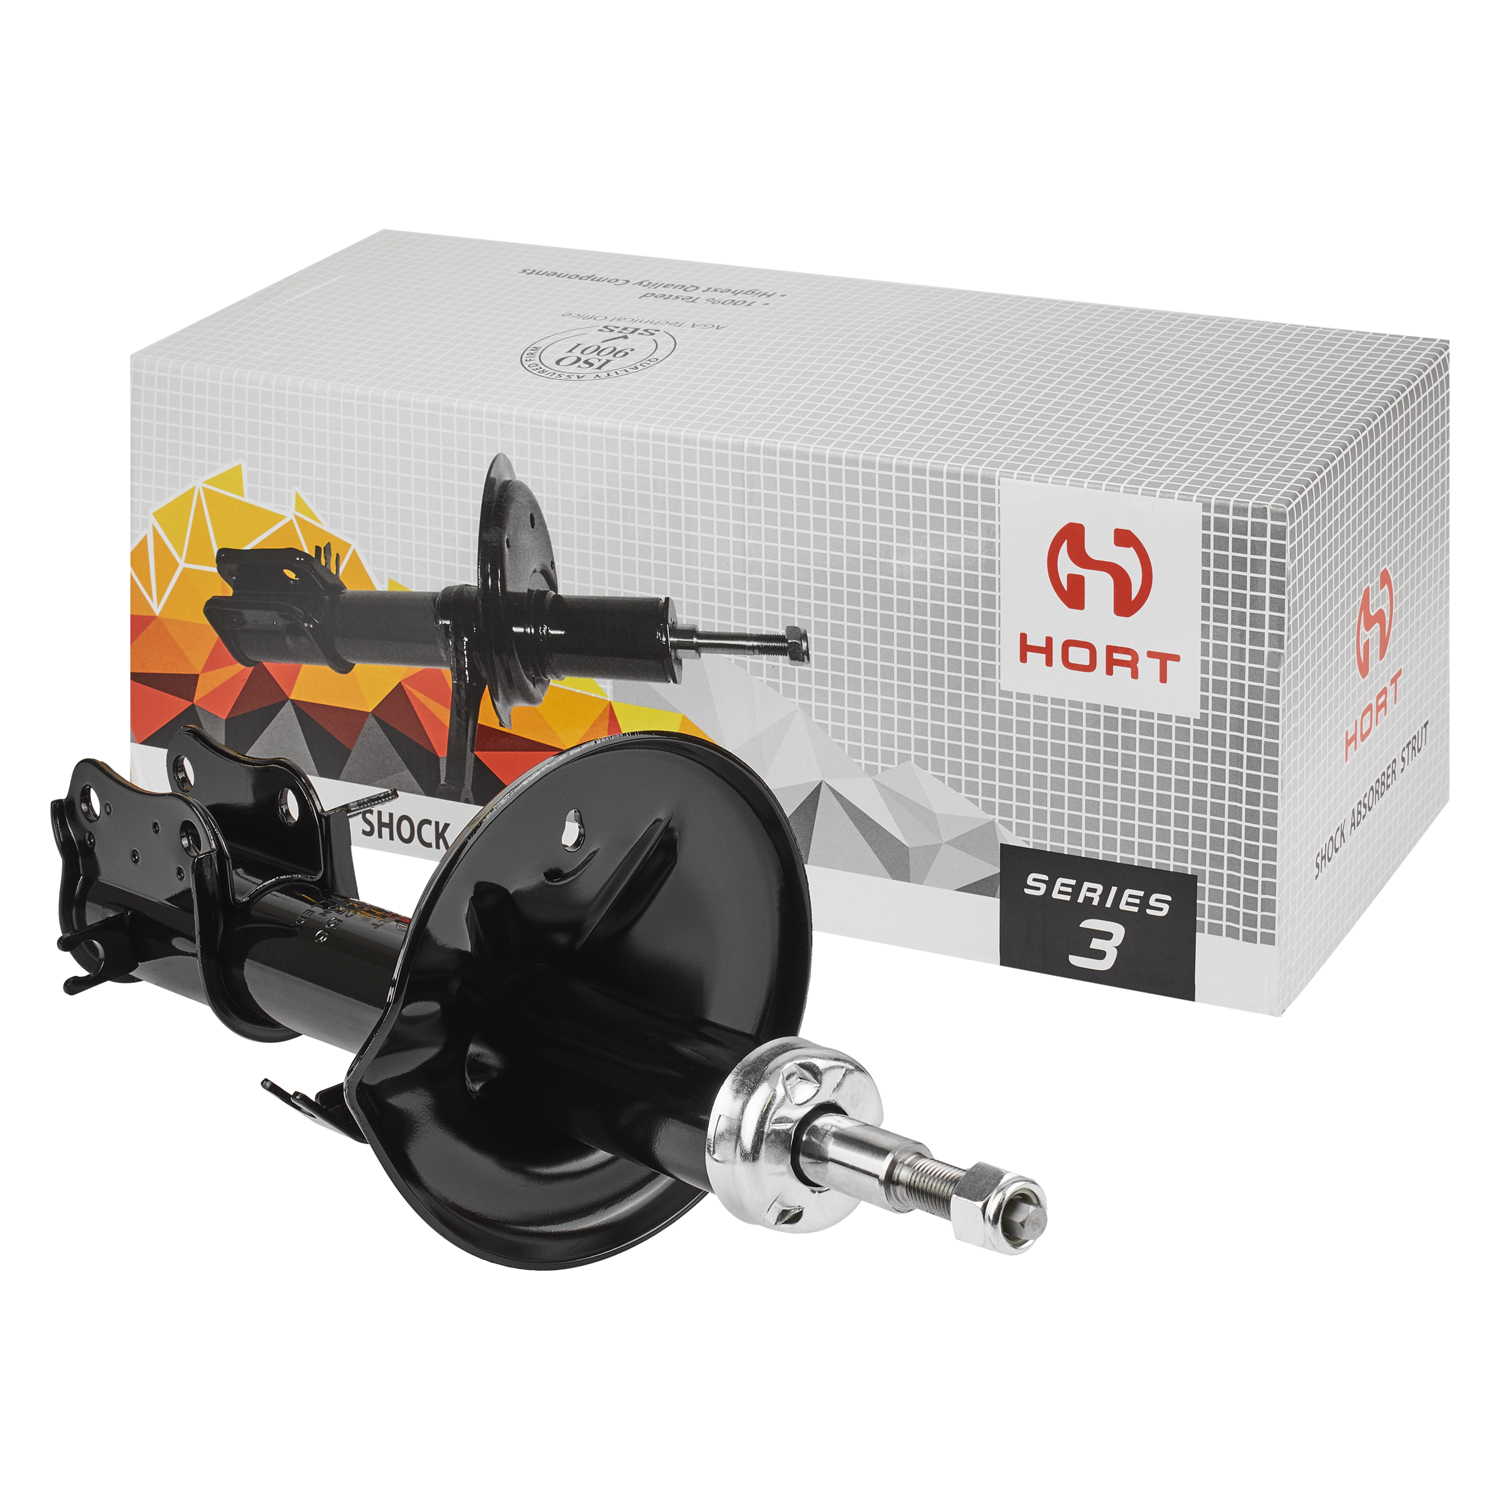 • Highest Quality Components
• 100% Tested
AGA Technical Office
SGS
ISO
9001
QUALITY ASSURED FIRM
HORT
HORT
SHOCK ABSORBER STRUT
SHOCK
SERIES
3